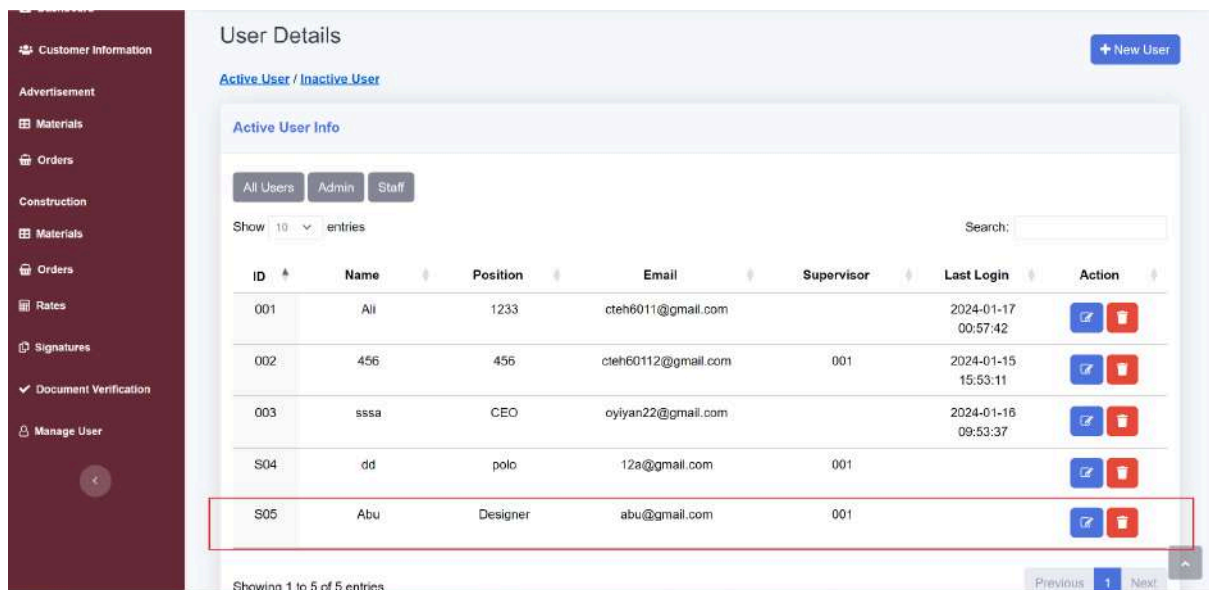 Dashboard
Customer Information
Advertisement
Materials
Orders
Construction
Materials
Orders
Rates
Signatures
Document Verification
Manage User
User Details
+ New User
Active User / Inactive User
Active User Info
All Users Admin Staff
Show 10 entries
Search:
ID Name Position Email Supervisor Last Login Action
001 Ali 1233 cteh6011@gmail.com 2024-01-17
00:57:42
002 456 456 cteh60112@gmail.com 001 2024-01-15
15:53:11
003 sssa CEO oyiyan22@gmail.com 2024-01-16
09:53:37
S04 dd polo 12a@gmail.com 001
S05 Abu Designer abu@gmail.com 001
Showing 1 to 5 of 5 entries
Previous 1 Next